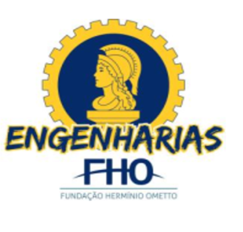 ENGENHARIAS
FHO
FUNDAÇÃO HERMÍNIO OMETTO